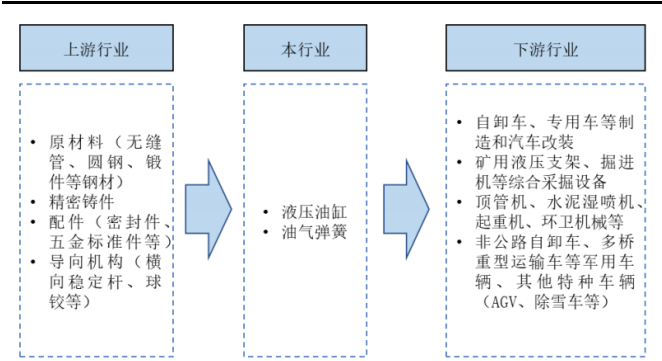 上游行业
本行业
下游行业
• 原材料（无缝
管、圆钢、锻
件等钢材）
• 精密铸件
• 配件（密封件、
五金标准件等）
• 导向机构（横
向稳定杆、球
铰等）
• 液压油缸
• 油气弹簧
• 自卸车、专用车等制
造和汽车改装
• 矿用液压支架、掘进
机等综合采掘设备
• 顶管机、水泥湿喷机、
起重机、环卫机械等
• 非公路自卸车、多桥
重型运输车等军用车
辆、其他特种车辆
（AGV、除雪车等）